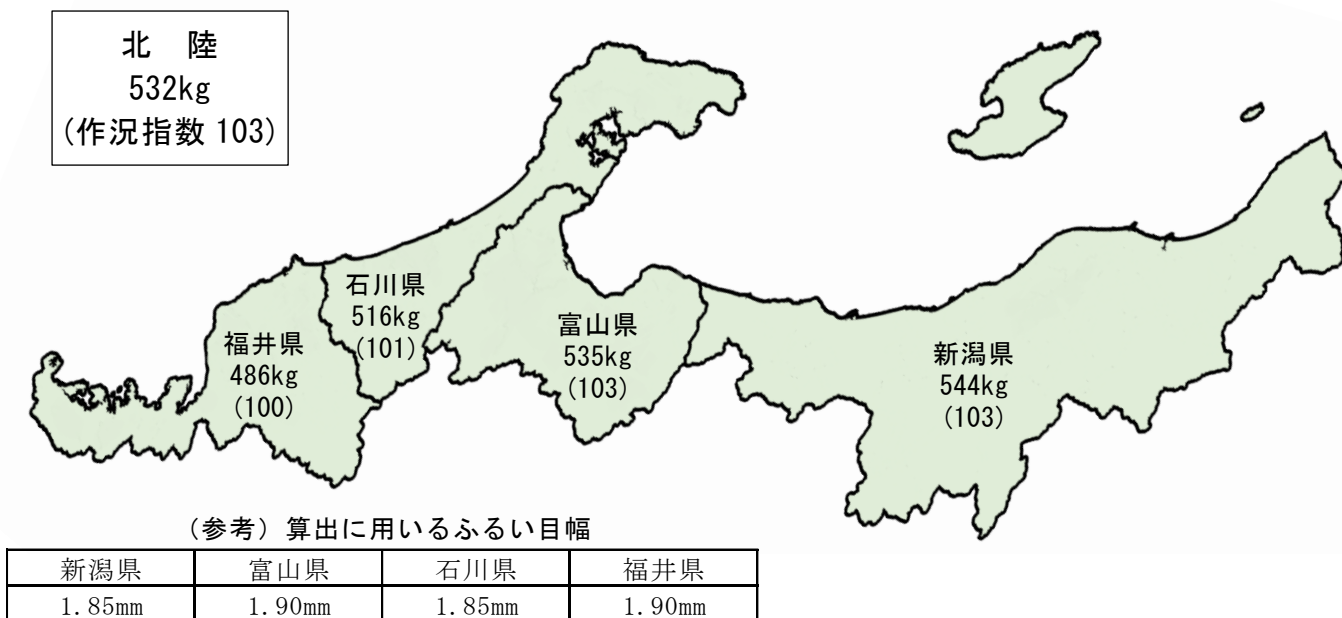 北　陸
532kg
(作況指数 103)
石川県
516kg
(101)
富山県
535kg
(103)
福井県
486kg
(100)
新潟県
544kg
(103)
(参考) 算出に用いるふるい目幅
新潟県 富山県 石川県 福井県
1.85mm 1.90mm 1.85mm 1.90mm